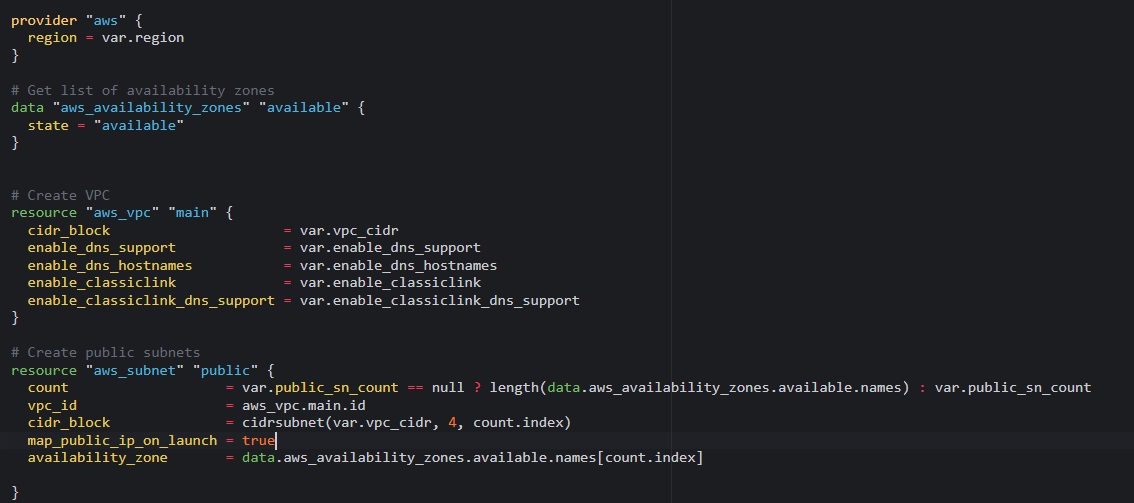 provider "aws" {
  region = var.region
}
# Get list of availability zones
data "aws_availability_zones" "available" {
  state = "available"
}
# Create VPC
resource "aws_vpc" "main" {
  cidr_block                     = var.vpc_cidr
  enable_dns_support             = var.enable_dns_support
  enable_dns_hostnames           = var.enable_dns_hostnames
  enable_classiclink             = var.enable_classiclink
  enable_classiclink_dns_support = var.enable_classiclink_dns_support
}
# Create public subnets
resource "aws_subnet" "public" {
  count                   = var.public_sn_count == null ? length(data.aws_availability_zones.available.names) : var.public_sn_count
  vpc_id                  = aws_vpc.main.id
  cidr_block              = cidrsubnet(var.vpc_cidr, 4, count.index)
  map_public_ip_on_launch = true
  availability_zone       = data.aws_availability_zones.available.names[count.index]
}